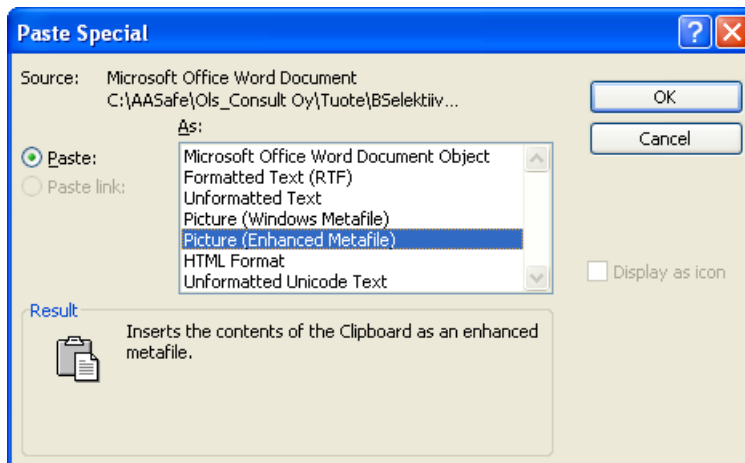 Paste Special
Source: Microsoft Office Word Document
C:\AASafe\Ols_Consult Oy\Tuote\BSelektiiv...
As:
OK
Cancel
Paste:
Paste link:
Microsoft Office Word Document Object
Formatted Text (RTF)
Unformatted Text
Picture (Windows Metafile)
Picture (Enhanced Metafile)
HTML Format
Unformatted Unicode Text
Display as icon
Result
Inserts the contents of the Clipboard as an enhanced
metafile.